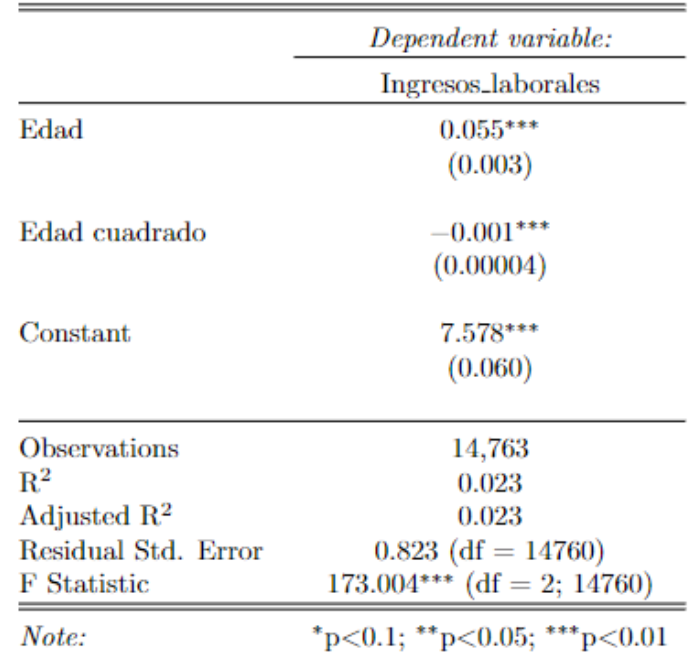 Dependent variable:
Ingresos_laborales
Edad 0.055***
(0.003)
Edad cuadrado −0.001***
(0.00004)
Constant 7.578***
(0.060)
Observations 14,763
R² 0.023
Adjusted R² 0.023
Residual Std. Error 0.823 (df = 14760)
F Statistic 173.004*** (df = 2; 14760)
Note: *p<0.1; **p<0.05; ***p<0.01